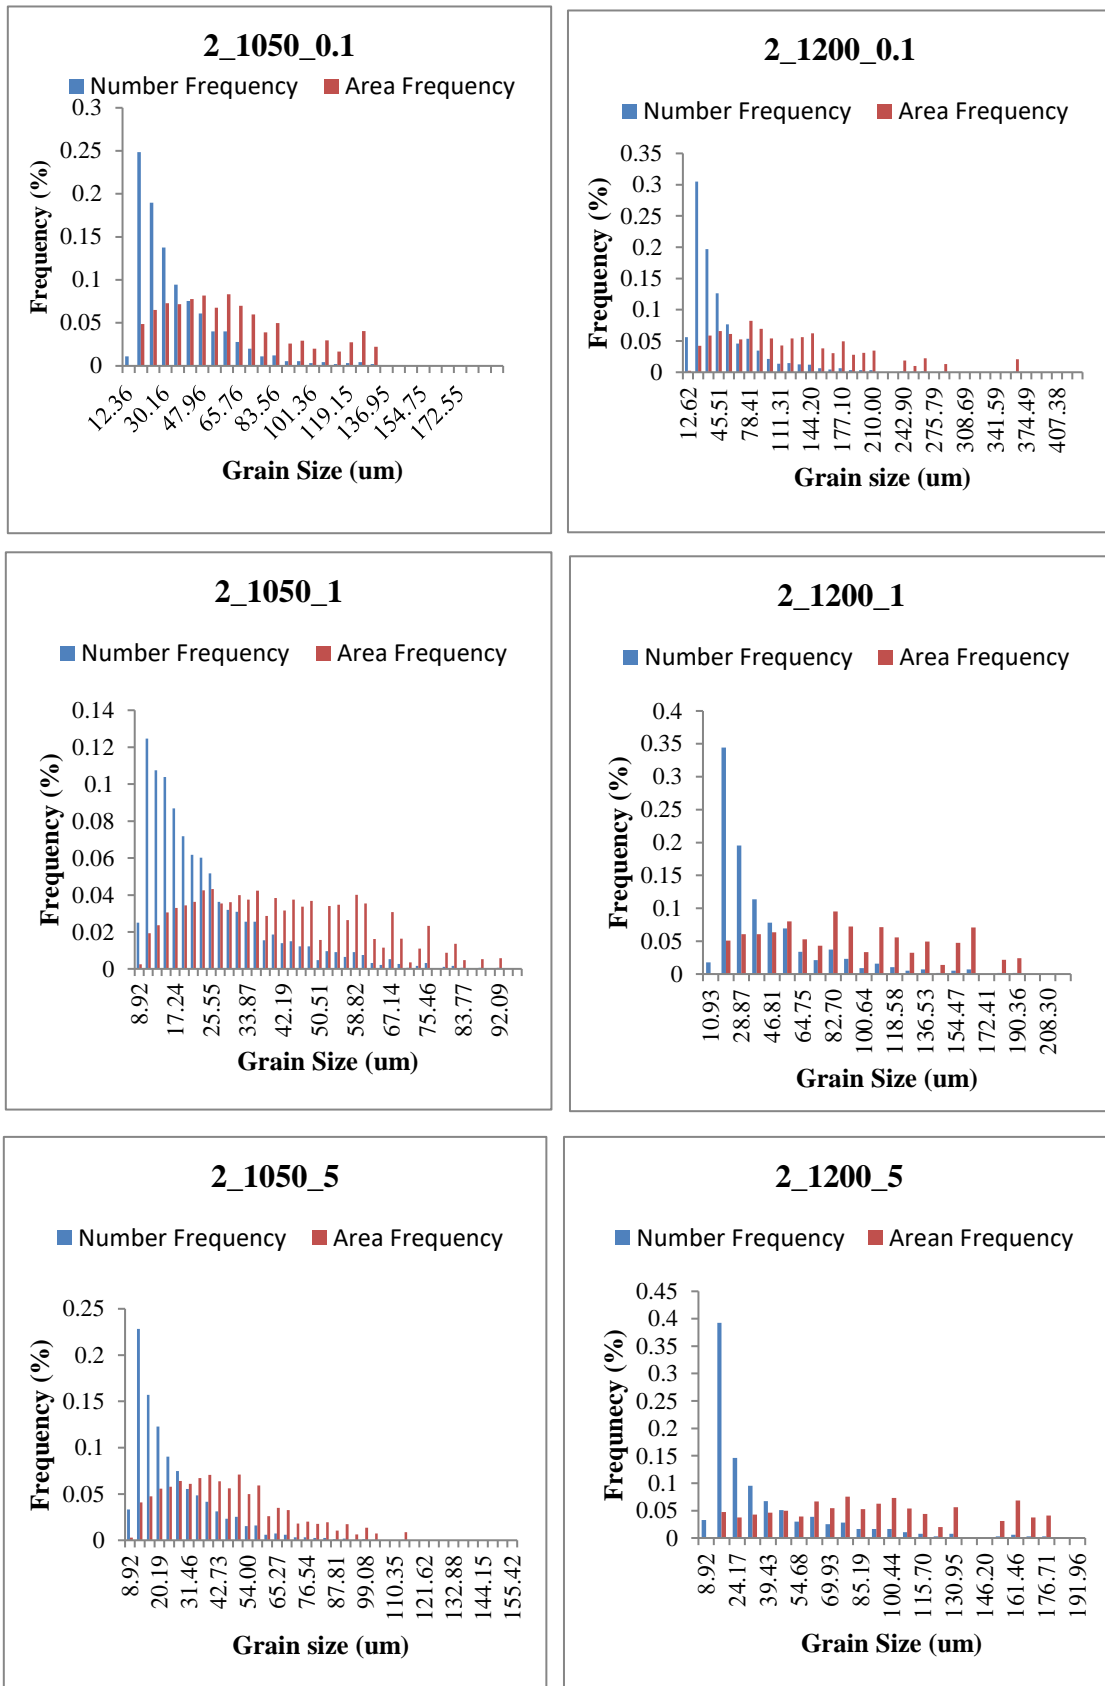 2_1050_0.1
Number Frequency Area Frequency
0.3
0.25
0.2
0.15
0.1
0.05
0
Frequency (%)
12.36 30.16 47.96 65.76 83.56 101.36 119.15 136.95 154.75 172.55
Grain Size (um)
2_1200_0.1
Number Frequency Area Frequency
0.35
0.3
0.25
0.2
0.15
0.1
0.05
0
Frequency (%)
12.62 45.51 78.41 111.31 144.20 177.10 210.00 242.90 275.79 308.69 341.59 374.49 407.38
Grain size (um)
2_1050_1
Number Frequency Area Frequency
0.14
0.12
0.1
0.08
0.06
0.04
0.02
0
Frequency (%)
8.92 17.24 25.55 33.87 42.19 50.51 58.82 67.14 75.46 83.77 92.09
Grain Size (um)
2_1200_1
Number Frequency Area Frequency
0.4
0.35
0.3
0.25
0.2
0.15
0.1
0.05
0
Frequency (%)
10.93 28.87 46.81 64.75 82.70 100.64 118.58 136.53 154.47 172.41 190.36 208.30
Grain Size (um)
2_1050_5
Number Frequency Area Frequency
0.25
0.2
0.15
0.1
0.05
0
Frequency (%)
8.92 20.19 31.46 42.73 54.00 65.27 76.54 87.81 99.08 110.35 121.62 132.88 144.15 155.42
Grain size (um)
2_1200_5
Number Frequency Arean Frequency
0.45
0.4
0.35
0.3
0.25
0.2
0.15
0.1
0.05
0
Frequnecy (%)
8.92 24.17 39.43 54.68 69.93 85.19 100.44 115.70 130.95 146.20 161.46 176.71 191.96
Grain Size (um)